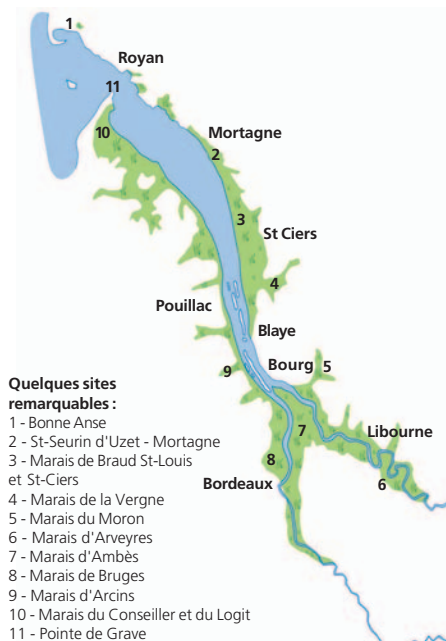 1
Royan
11
10
Mortagne
2
3
St Ciers
4
Pouillac
Blaye
Bourg
5
9
7
Libourne
8
6
Bordeaux
Quelques sites
remarquables :
1 - Bonne Anse
2 - St-Seurin d'Uzet - Mortagne
3 - Marais de Braud St-Louis
et St-Ciers
4 - Marais de la Vergne
5 - Marais du Moron
6 - Marais d'Arveyres
7 - Marais d'Ambès
8 - Marais de Bruges
9 - Marais d'Arcins
10 - Marais du Conseiller et du Logit
11 - Pointe de Grave